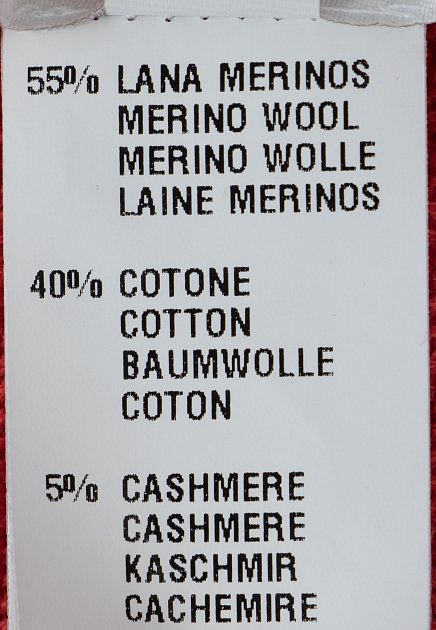 55% LANA MERINOS
MERINO WOOL
MERINO WOLLE
LAINE MERINOS
40% COTONE
COTTON
BAUMWOLLE
COTON
5% CASHMERE
CASHMERE
KASCHMIR
CACHEMIRE